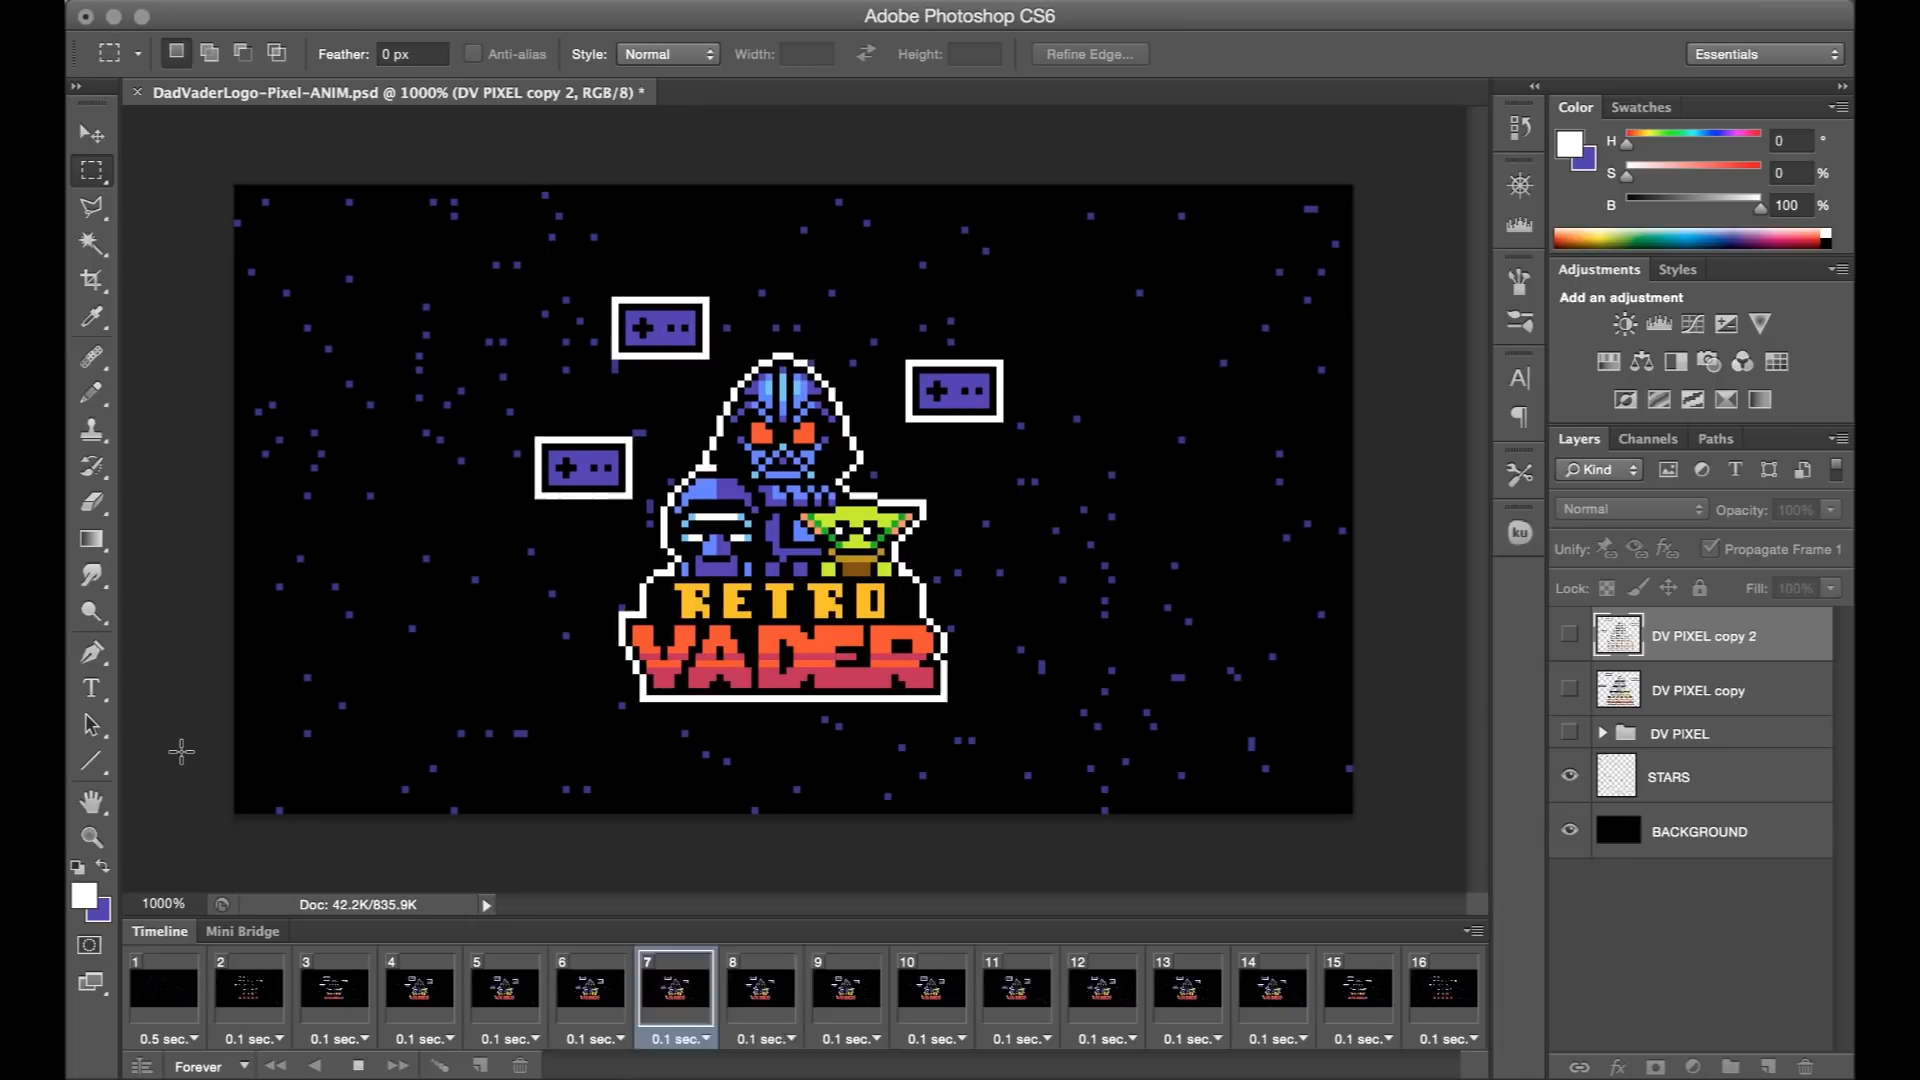 Adobe Photoshop CS6
Feather: 0 px Anti-alias Style: Normal Width: Height: Refine Edge... Essentials
DadVaderLogo-Pixel-ANIM.psd @ 1000% (DV PIXEL copy 2, RGB/8) *
Color Swatches
H 0 °
S 0 %
B 100 %
Adjustments Styles
Add an adjustment
Layers Channels Paths
Kind
Normal Opacity: 100%
Unify: Propagate Frame 1
Lock: Fill: 100%
DV PIXEL copy 2
DV PIXEL copy
DV PIXEL
STARS
BACKGROUND
ku
RETRO
VADER
1000% Doc: 42.2K/835.9K
Timeline Mini Bridge
1 2 3 4 5 6 7 8 9 10 11 12 13 14 15 16
0.5 sec. 0.1 sec. 0.1 sec. 0.1 sec. 0.1 sec. 0.1 sec. 0.1 sec. 0.1 sec. 0.1 sec. 0.1 sec. 0.1 sec. 0.1 sec. 0.1 sec. 0.1 sec. 0.1 sec. 0.1 sec.
Forever